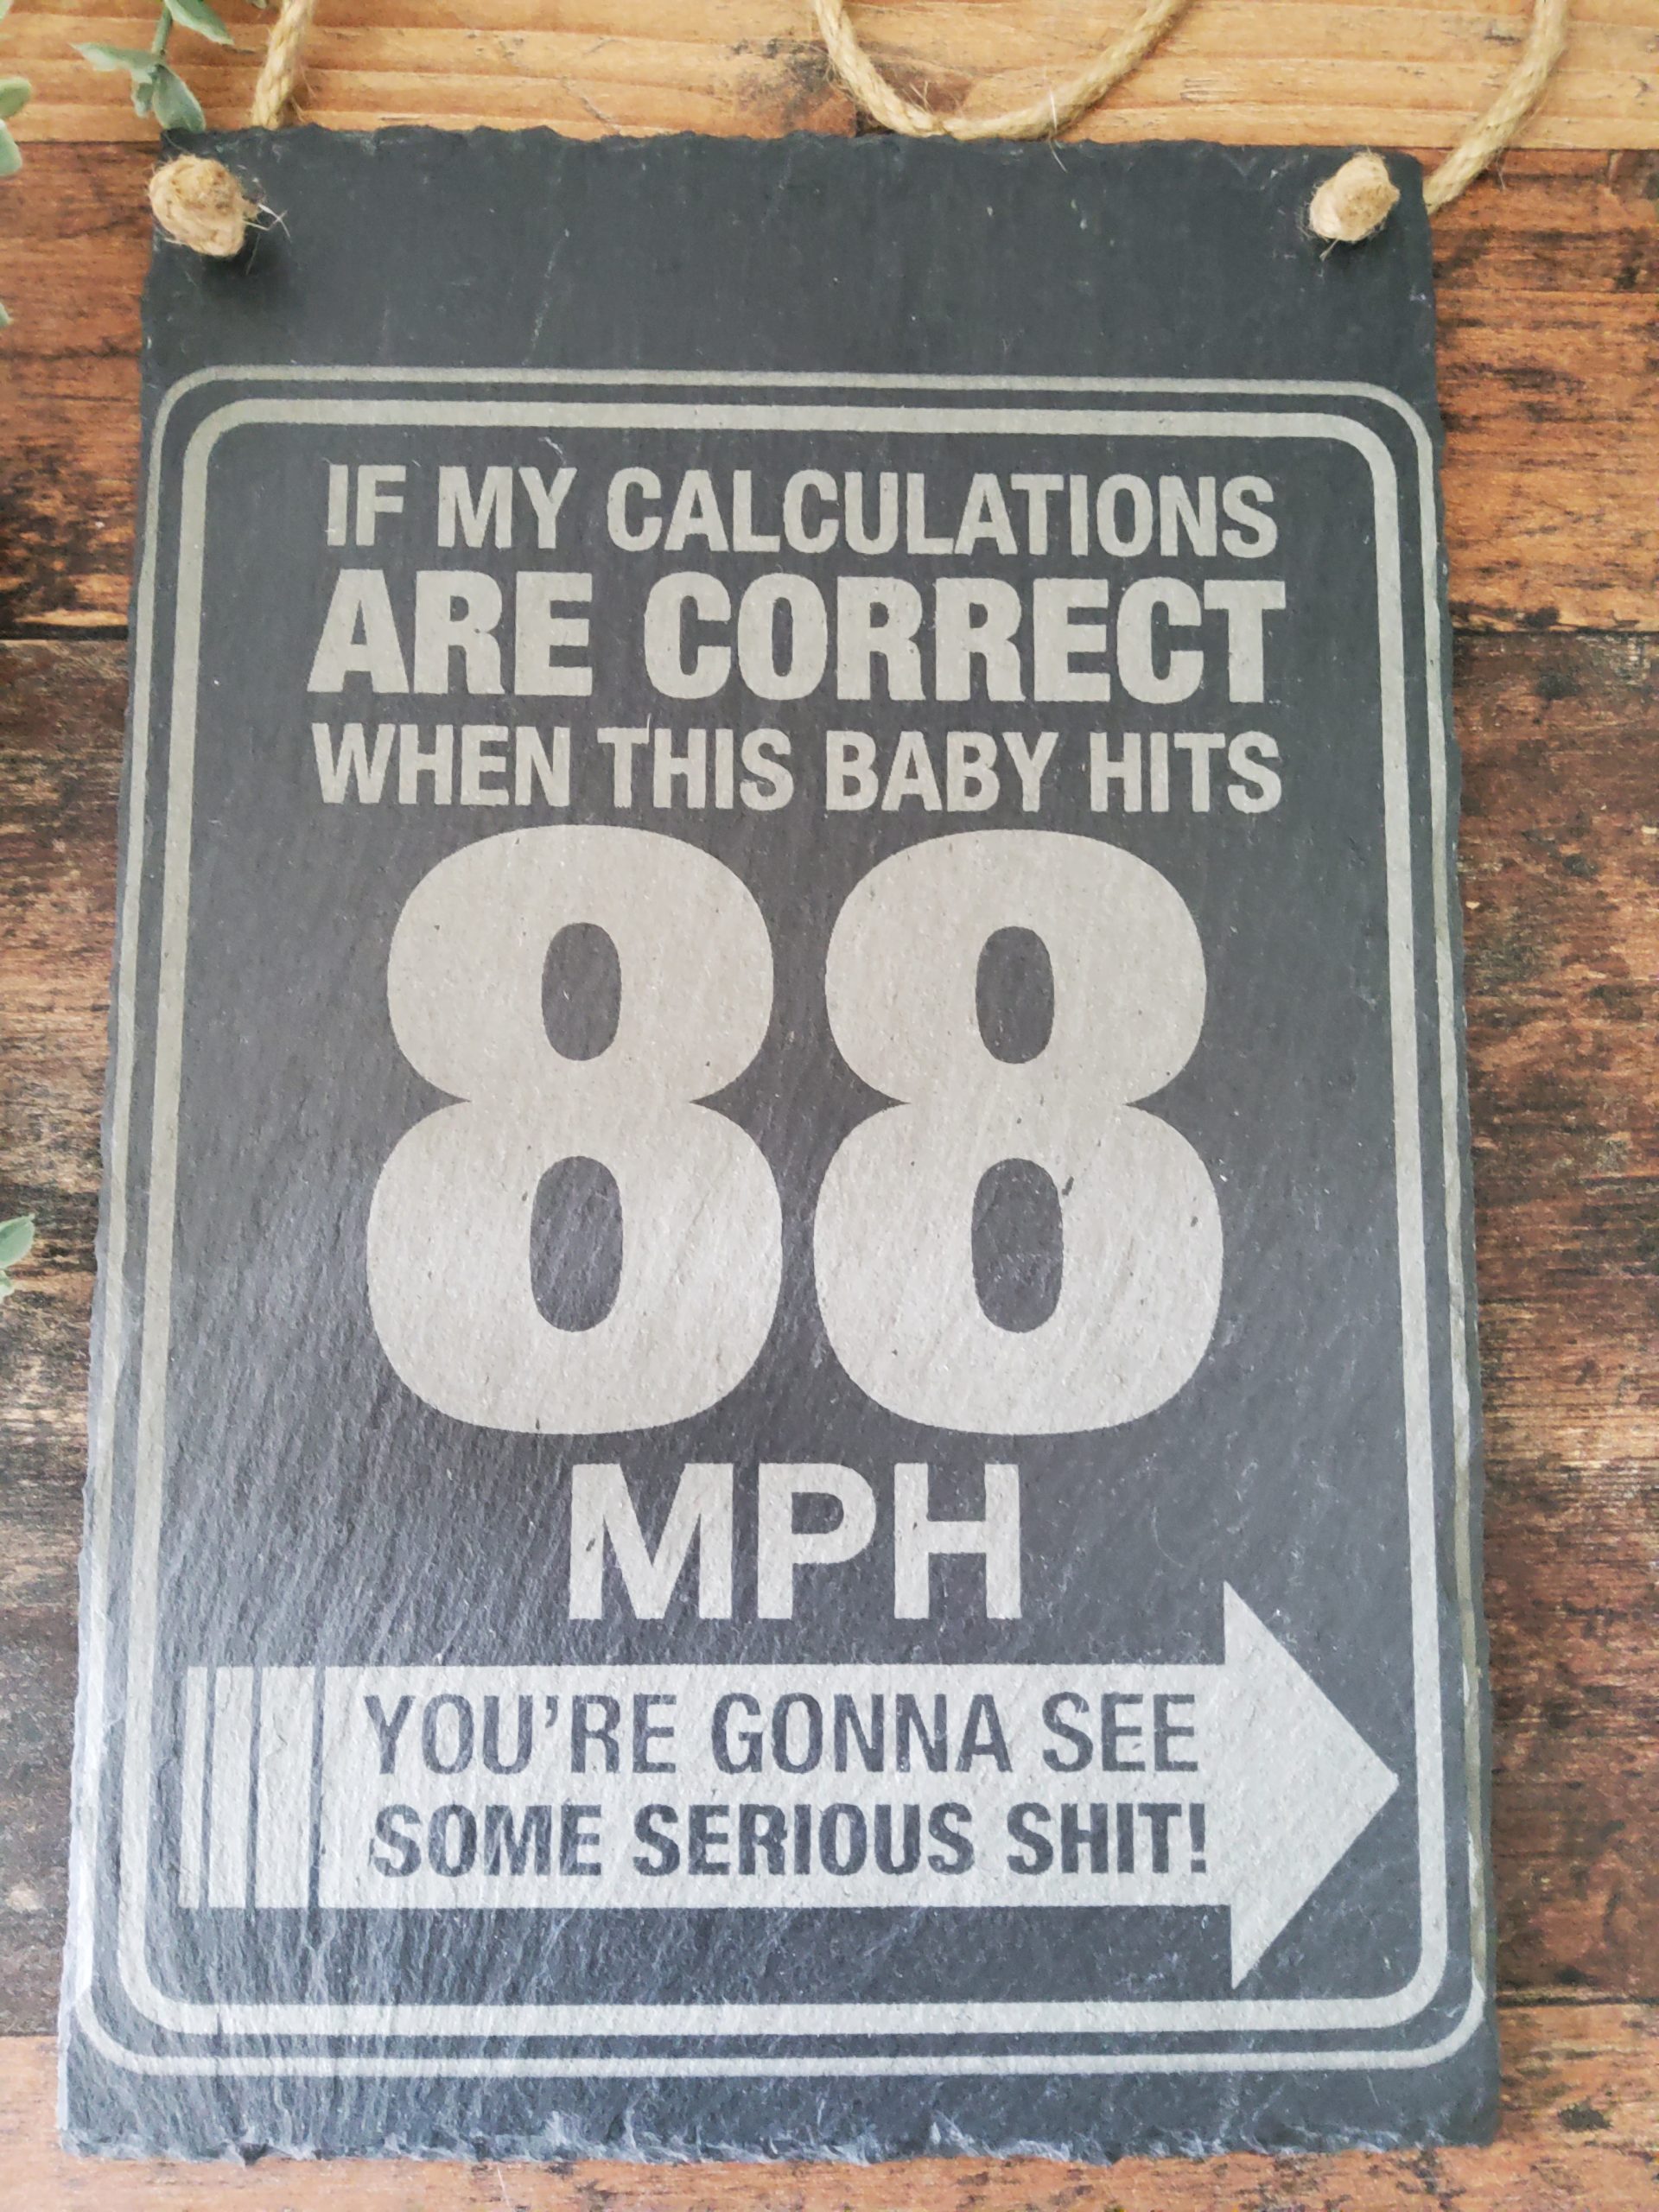 IF MY CALCULATIONS
ARE CORRECT
WHEN THIS BABY HITS
88
MPH
YOU'RE GONNA SEE
SOME SERIOUS SHIT!